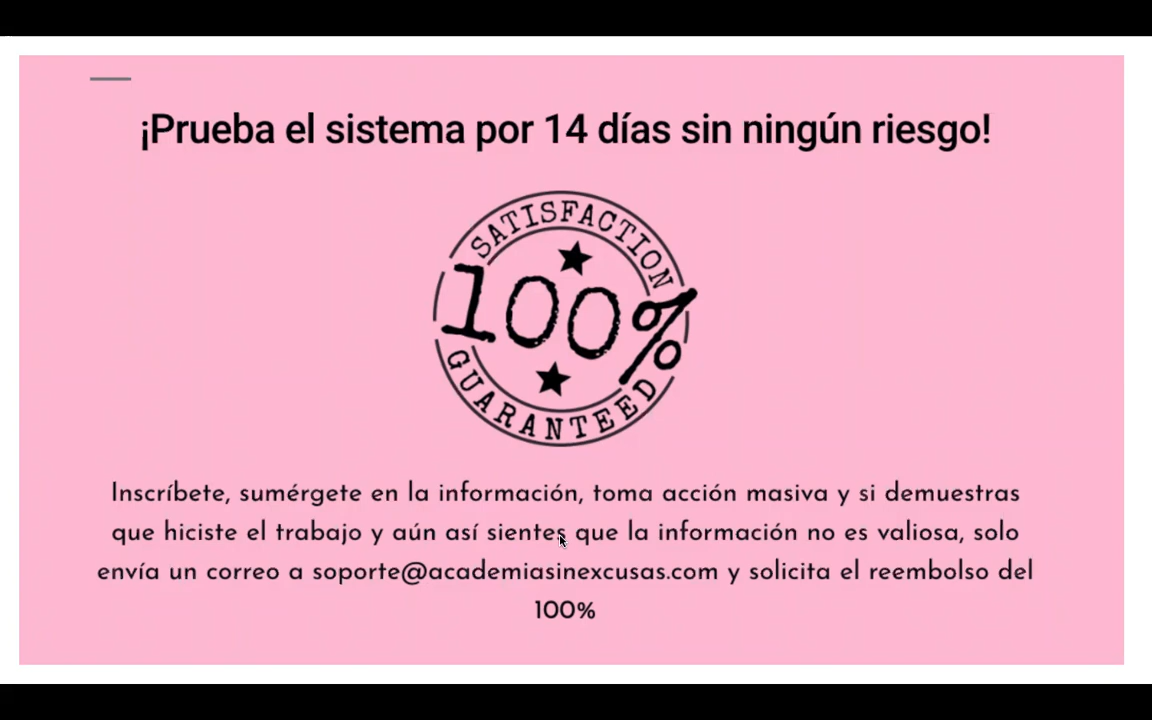 ¡Prueba el sistema por 14 días sin ningún riesgo!
SATISFACTION
100%
GUARANTEED
Inscríbete, sumérgete en la información, toma acción masiva y si demuestras
que hiciste el trabajo y aún así sientes que la información no es valiosa, solo
envía un correo a soporte@academiasinexcusas.com y solicita el reembolso del
100%